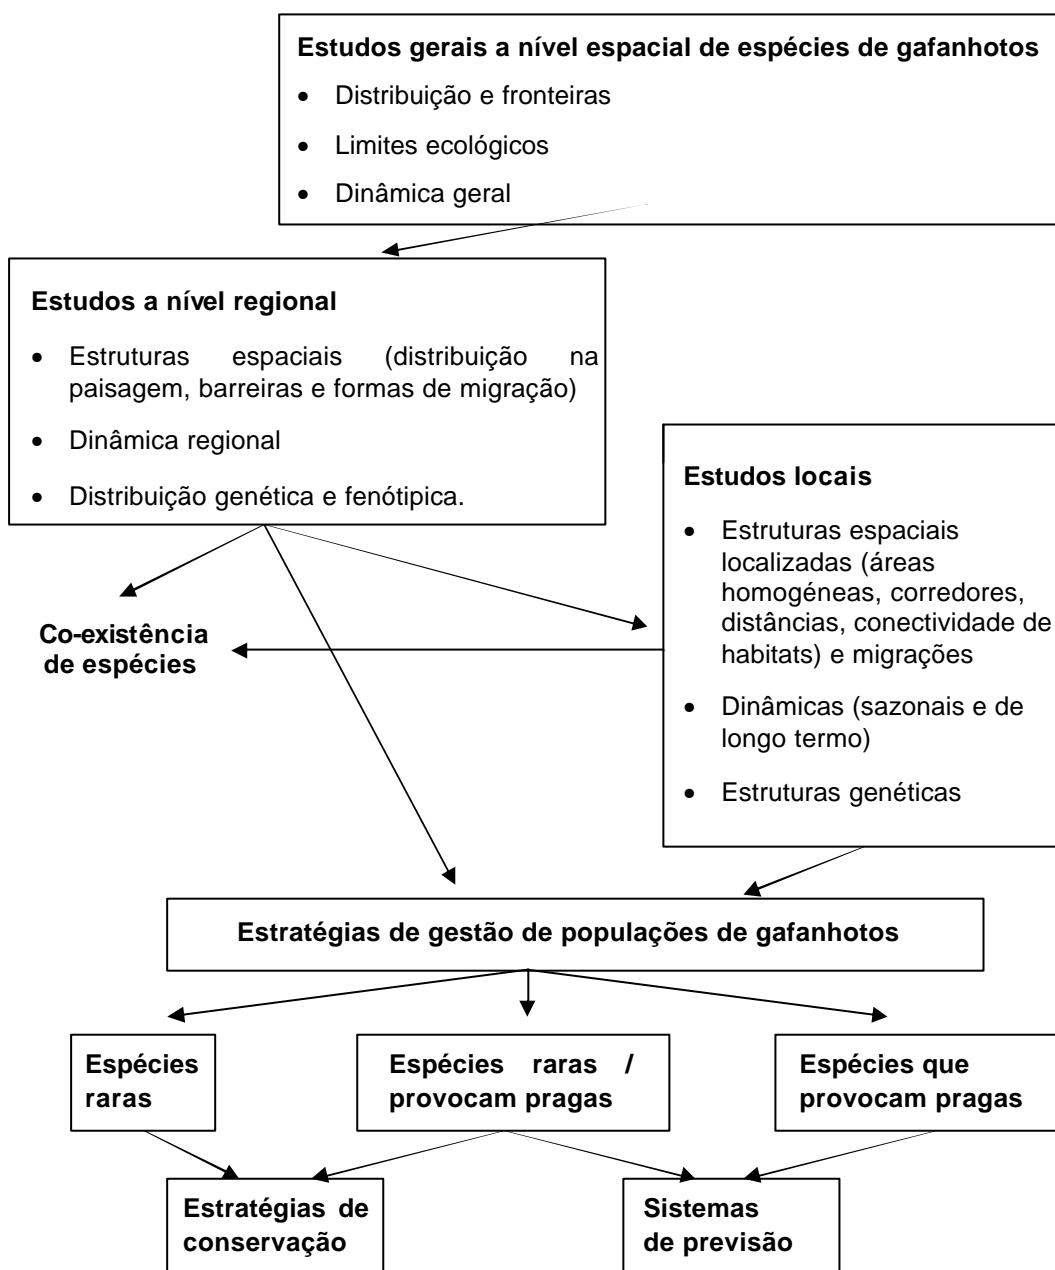 Estudos gerais a nível espacial de espécies de gafanhotos
• Distribuição e fronteiras
• Limites ecológicos
• Dinâmica geral
Estudos a nível regional
• Estruturas espaciais (distribuição na
paisagem, barreiras e formas de migração)
• Dinâmica regional
• Distribuição genética e fenótipica.
Estudos locais
• Estruturas espaciais
localizadas (áreas
homogéneas, corredores,
distâncias, conectividade de
habitats) e migrações
• Dinâmicas (sazonais e de
longo termo)
• Estruturas genéticas
Co-existência
de espécies
Estratégias de gestão de populações de gafanhotos
Espécies
raras
Espécies raras /
provocam pragas
Espécies que
provocam pragas
Estratégias de
conservação
Sistemas
de previsão